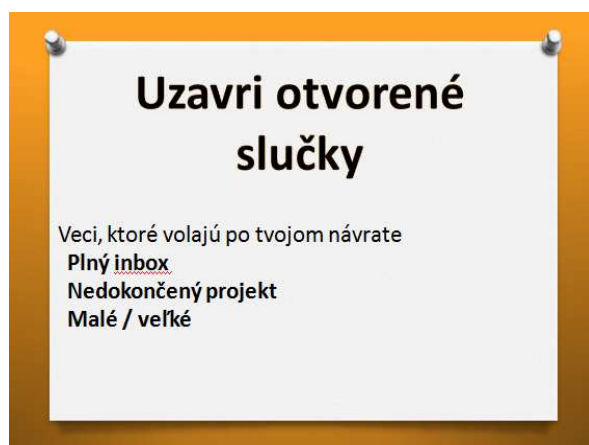 Uzavri otvorené
slučky
Veci, ktoré volajú po tvojom návrate
Plný inbox
Nedokončený projekt
Malé / veľké